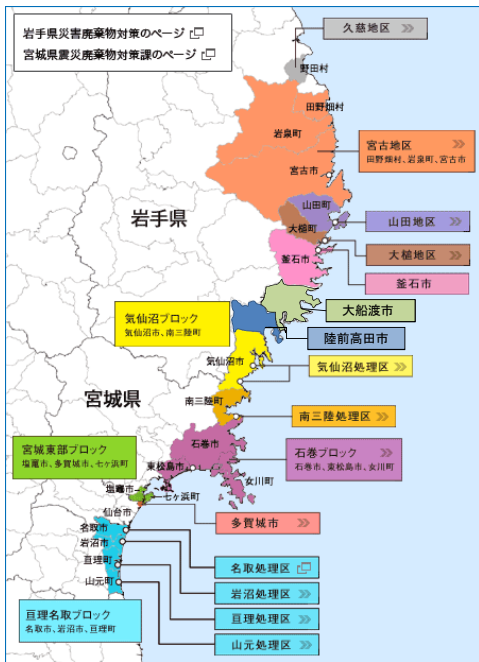 岩手県災害廃棄物対策のページ
宮城県震災廃棄物対策課のページ
久慈地区
野田村
田野畑村
岩泉町
宮古地区
田野畑村、岩泉町、宮古市
宮古市
山田町
岩手県
山田地区
大槌町
大槌地区
釜石市
釜石市
大船渡市
気仙沼ブロック
気仙沼市、南三陸町
陸前高田市
気仙沼市
気仙沼処理区
宮城県
南三陸町
南三陸処理区
宮城東部ブロック
塩竈市、多賀城市、七ヶ浜町
石巻市
石巻ブロック
石巻市、東松島市、女川町
東松島市
女川町
塩竈市
七ヶ浜町
仙台市
多賀城市
名取市
岩沼市
名取処理区
亘理町
岩沼処理区
山元町
亘理処理区
亘理名取ブロック
名取市、岩沼市、亘理町
山元処理区